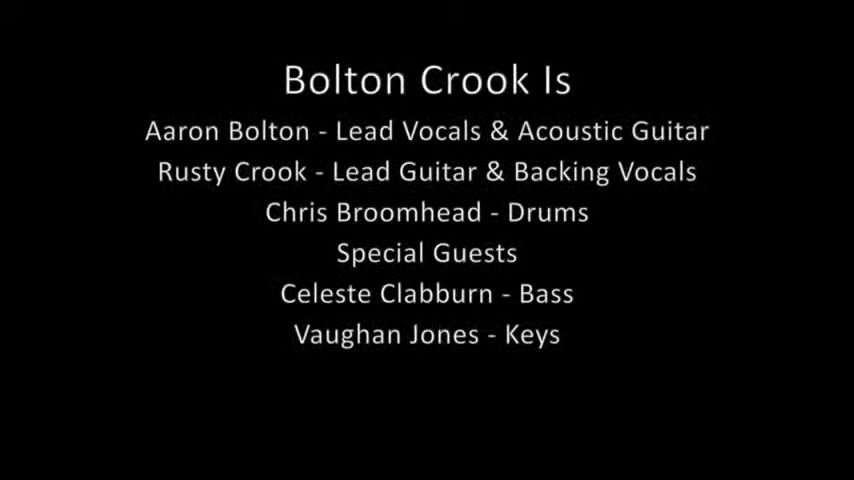 Bolton Crook Is
Aaron Bolton - Lead Vocals & Acoustic Guitar
Rusty Crook - Lead Guitar & Backing Vocals
Chris Broomhead - Drums
Special Guests
Celeste Clabburn - Bass
Vaughan Jones - Keys